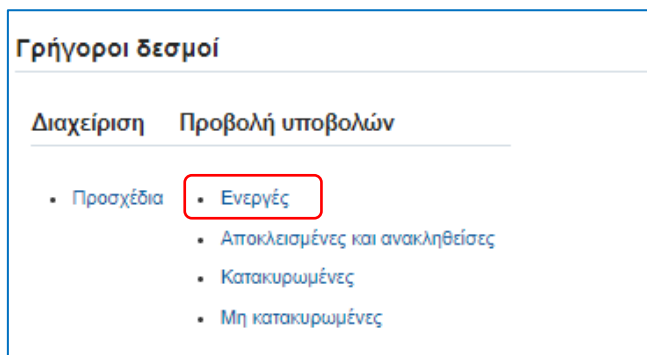 Γρήγοροι δεσμοί
Διαχείριση Προβολή υποβολών
• Προσχέδια • Ενεργές
• Αποκλεισμένες και ανακληθείσες
• Κατακυρωμένες
• Μη κατακυρωμένες